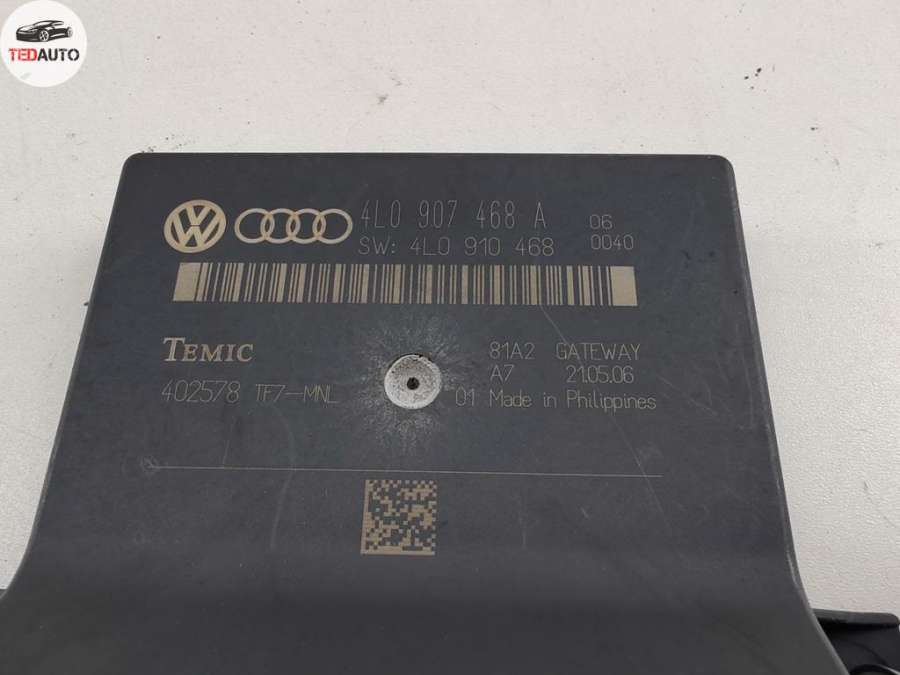 TEDAUTO
4L0 907 468 A 06
SW: 4L0 910 468 0040
TEMIC
81A2 GATEWAY
A7 21.05.06
402578 TF7-MNL 01 Made in Philippines